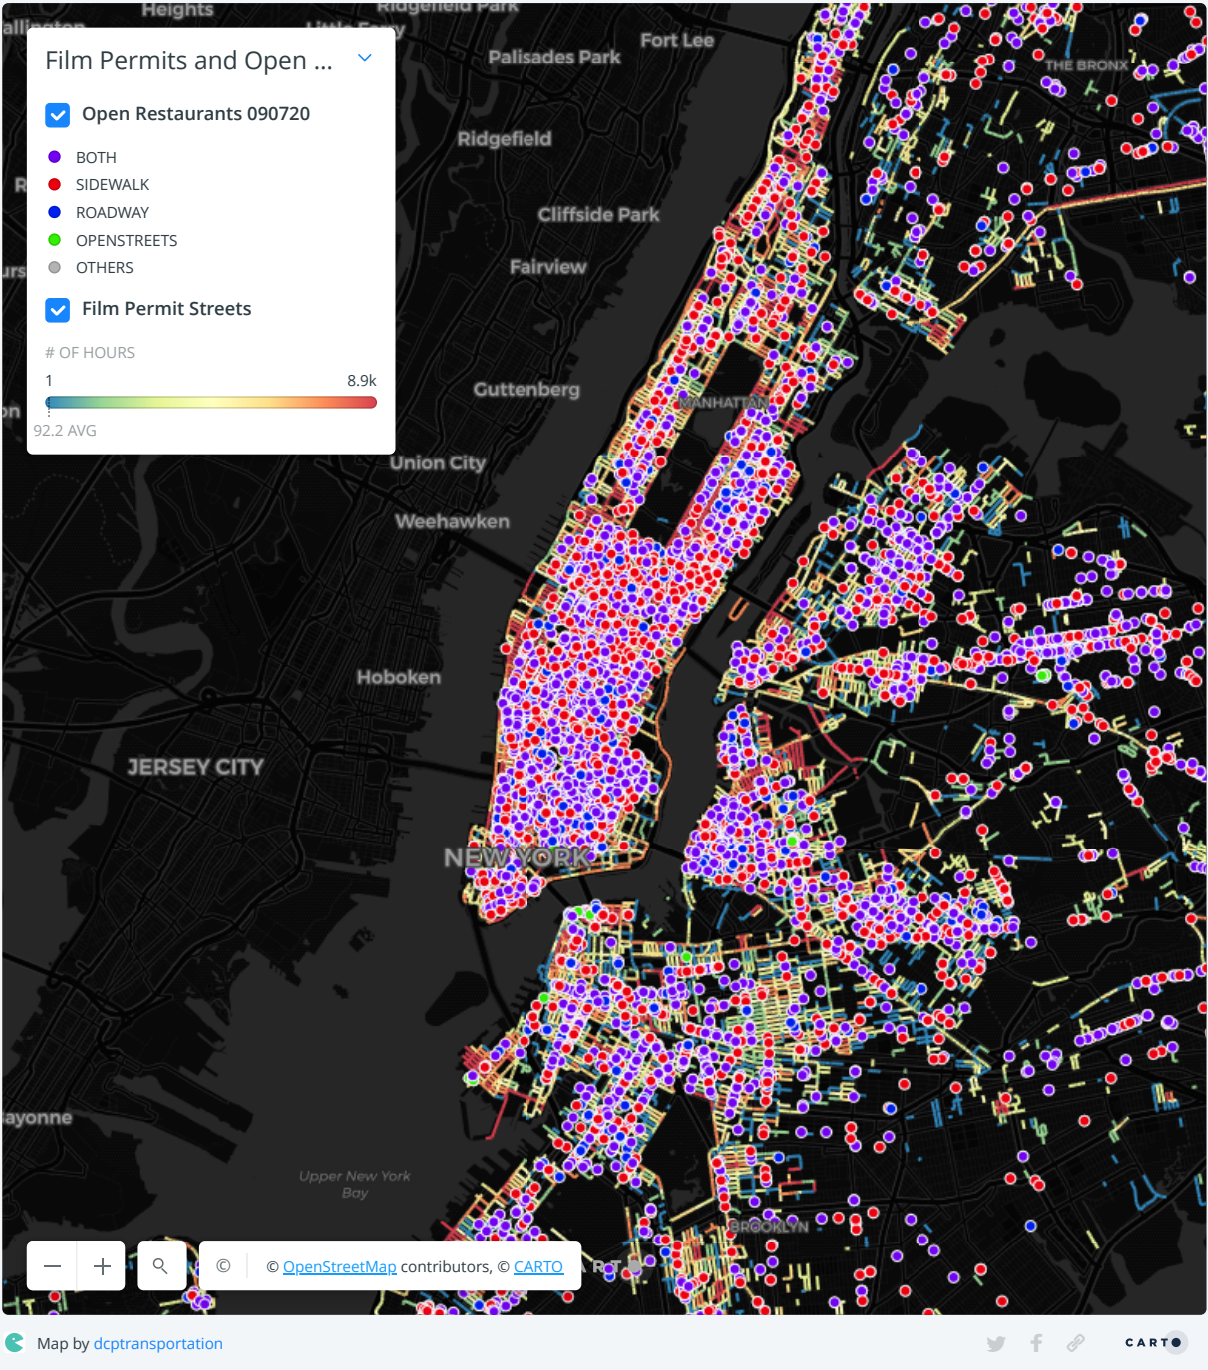 Heights
Ridgefield Park
Little Ferry
Fort Lee
Palisades Park
THE BRONX
Film Permits and Open ...
Open Restaurants 090720
BOTH
SIDEWALK
ROADWAY
OPENSTREETS
OTHERS
Film Permit Streets
# OF HOURS
1 8.9k
92.2 AVG
Ridgefield
Cliffside Park
Fairview
Guttenberg
MANHATTAN
Union City
Weehawken
Hoboken
JERSEY CITY
NEW YORK
ayonne
Upper New York
Bay
BROOKLYN
© © OpenStreetMap contributors, © CARTO
Map by dcptransportation
CARTO